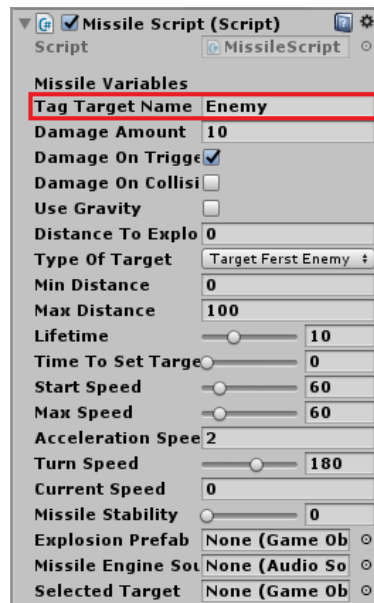 Missile Script (Script)
Script MissileScript
Missile Variables
Tag Target Name Enemy
Damage Amount 10
Damage On Trigge
Damage On Collisi
Use Gravity
Distance To Explo 0
Type Of Target Target Ferst Enemy
Min Distance 0
Max Distance 100
Lifetime 10
Time To Set Targe 0
Start Speed 60
Max Speed 60
Acceleration Spee 2
Turn Speed 180
Current Speed 0
Missile Stability 0
Explosion Prefab None (Game Ob
Missile Engine Sou None (Audio So
Selected Target None (Game Ob